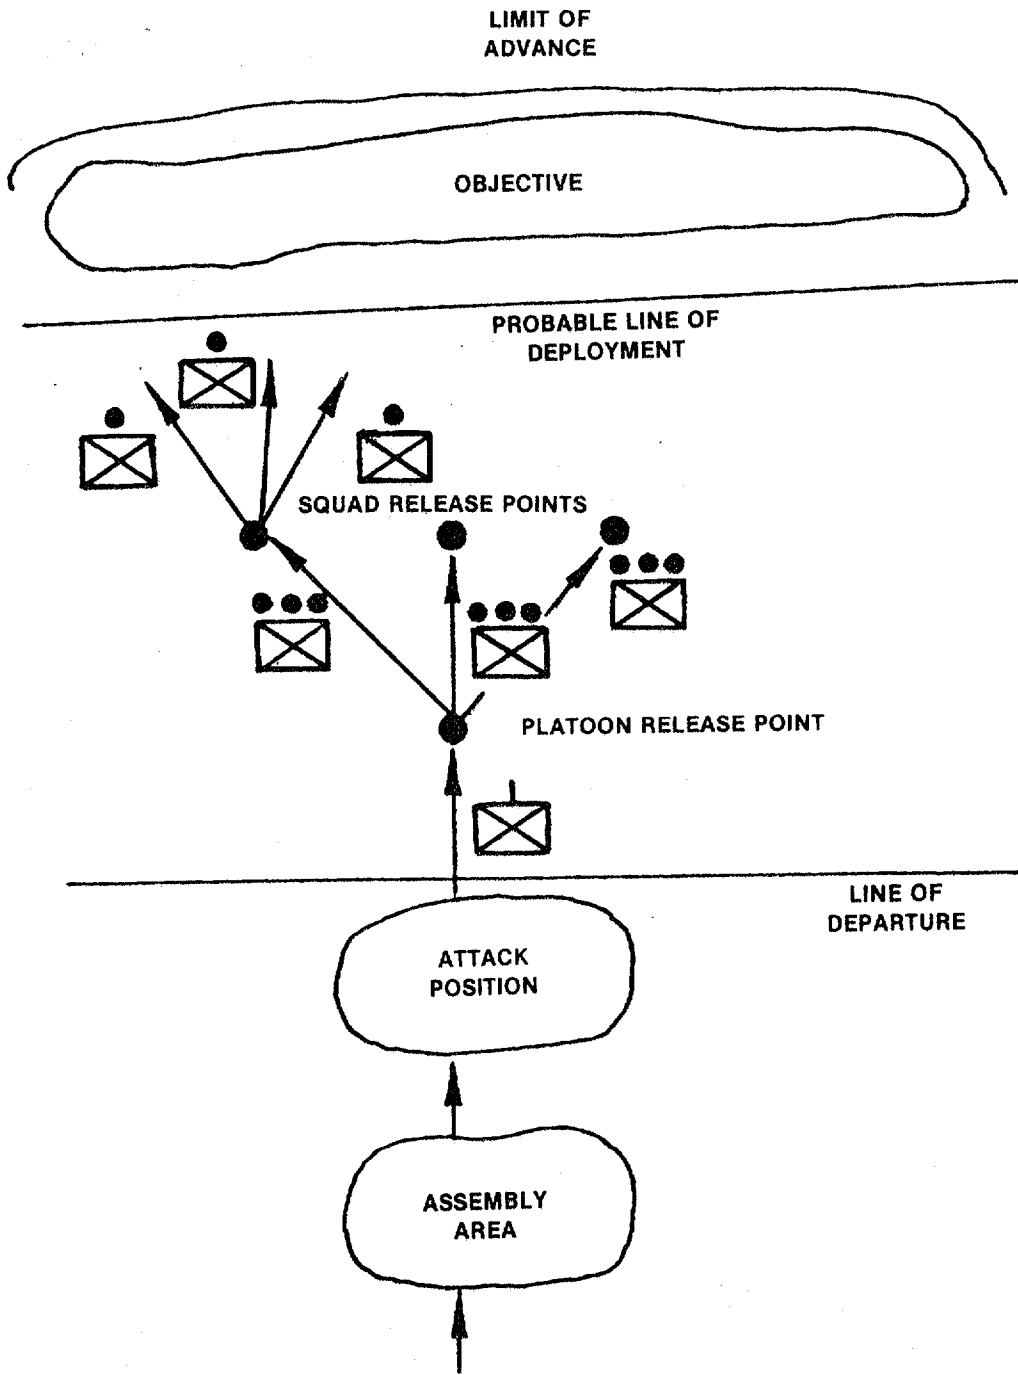 LIMIT OF
ADVANCE
OBJECTIVE
PROBABLE LINE OF
DEPLOYMENT
SQUAD RELEASE POINTS
PLATOON RELEASE POINT
LINE OF
DEPARTURE
ATTACK
POSITION
ASSEMBLY
AREA